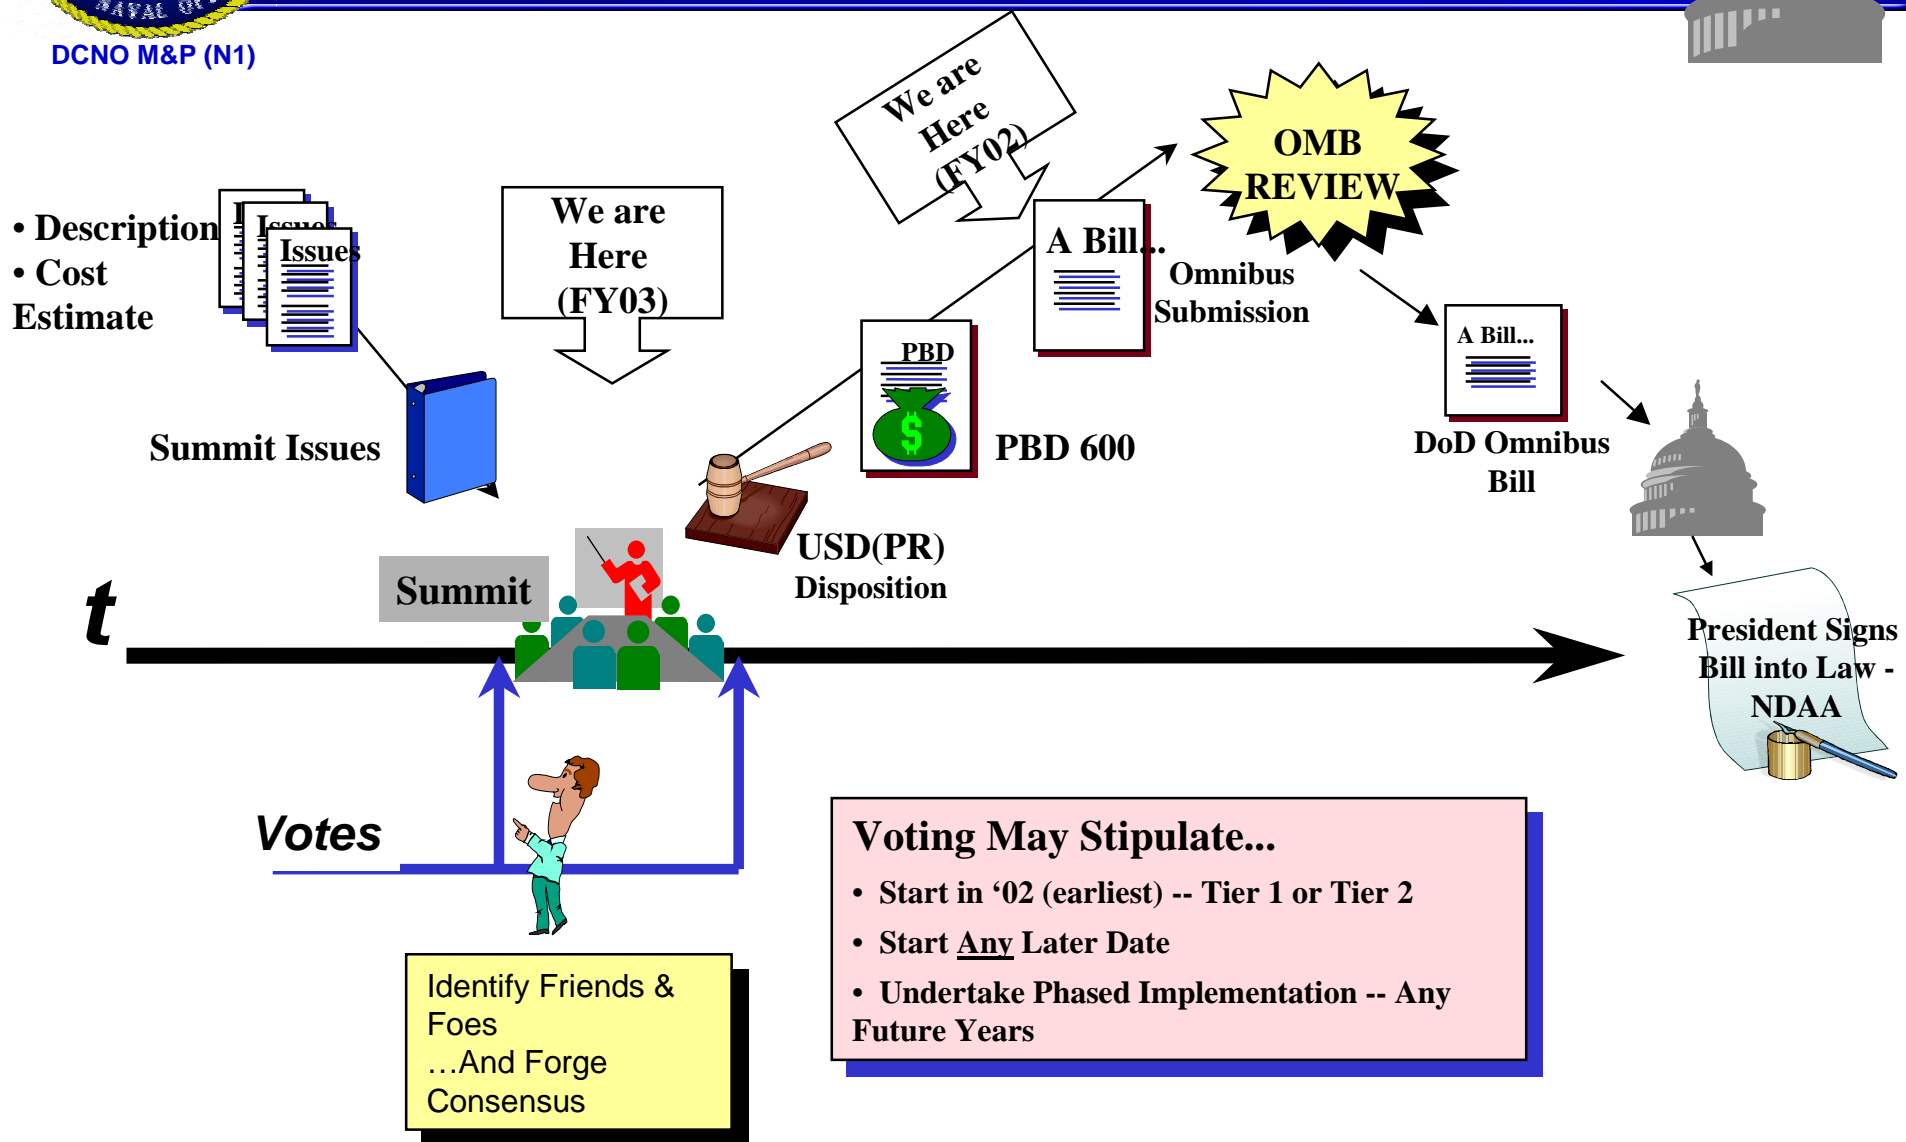 NAVAL OP
DCNO M&P (N1)
We are
Here
(FY02)
OMB
REVIEW
• Description
• Cost
Estimate
Issues
Issues
We are
Here
(FY03)
A Bill...
Omnibus
Submission
A Bill...
PBD
$
PBD 600
DoD Omnibus
Bill
Summit Issues
USD(PR)
Disposition
Summit
t
President Signs
Bill into Law -
NDAA
Votes
Voting May Stipulate...
• Start in ‘02 (earliest) -- Tier 1 or Tier 2
• Start Any Later Date
• Undertake Phased Implementation -- Any
Future Years
Identify Friends &
Foes
…And Forge
Consensus